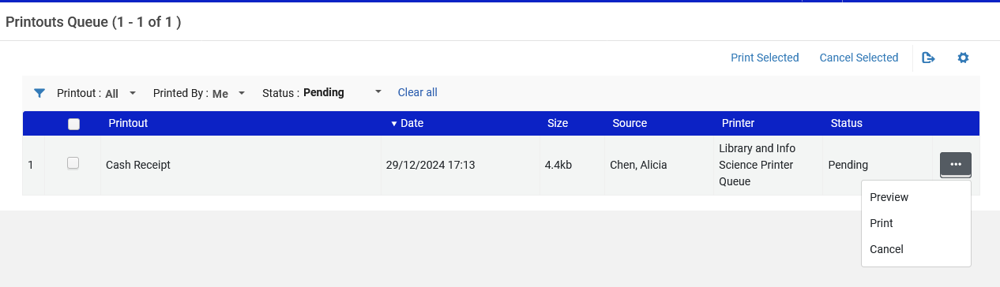 Printouts Queue (1 - 1 of 1 )
Print Selected Cancel Selected
Printout : All Printed By : Me Status : Pending Clear all
Printout Date Size Source Printer Status
1 Cash Receipt 29/12/2024 17:13 4.4kb Chen, Alicia Library and Info Science Printer Queue Pending
Preview
Print
Cancel